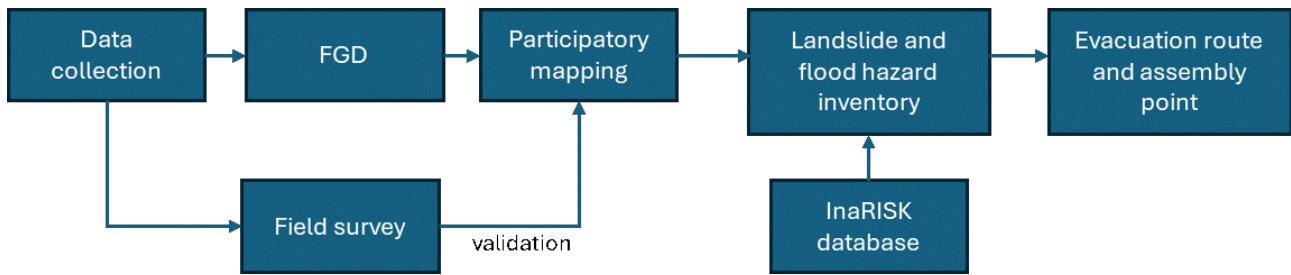 Data
collection
FGD
Participatory
mapping
Landslide and
flood hazard
inventory
Evacuation route
and assembly
point
Field survey
validation
InaRISK
database